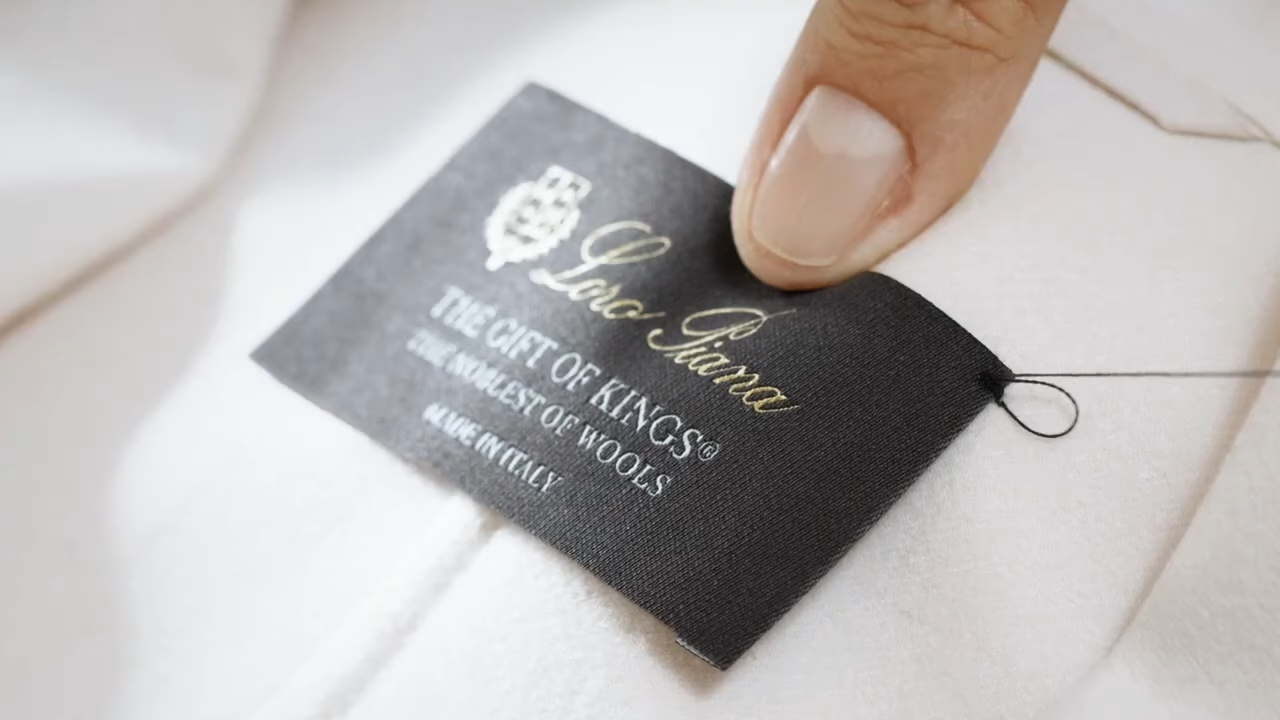 Loro Piana
THE GIFT OF KINGS®
THE NOBLEST OF WOOLS
MADE IN ITALY